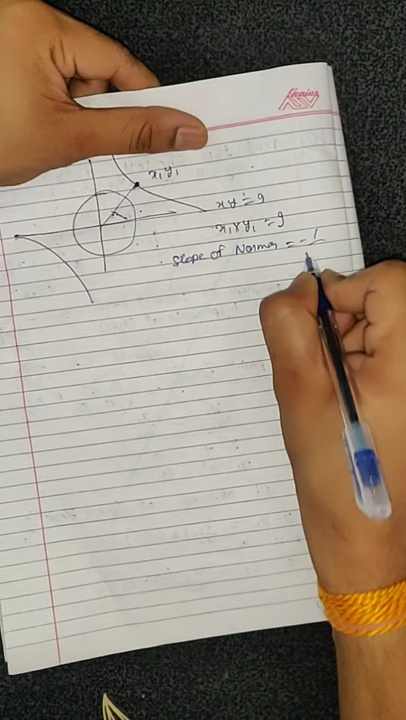 Genius
x₁y₁
xy = 9
x₁y₁ = 9
slope of Normal = -1